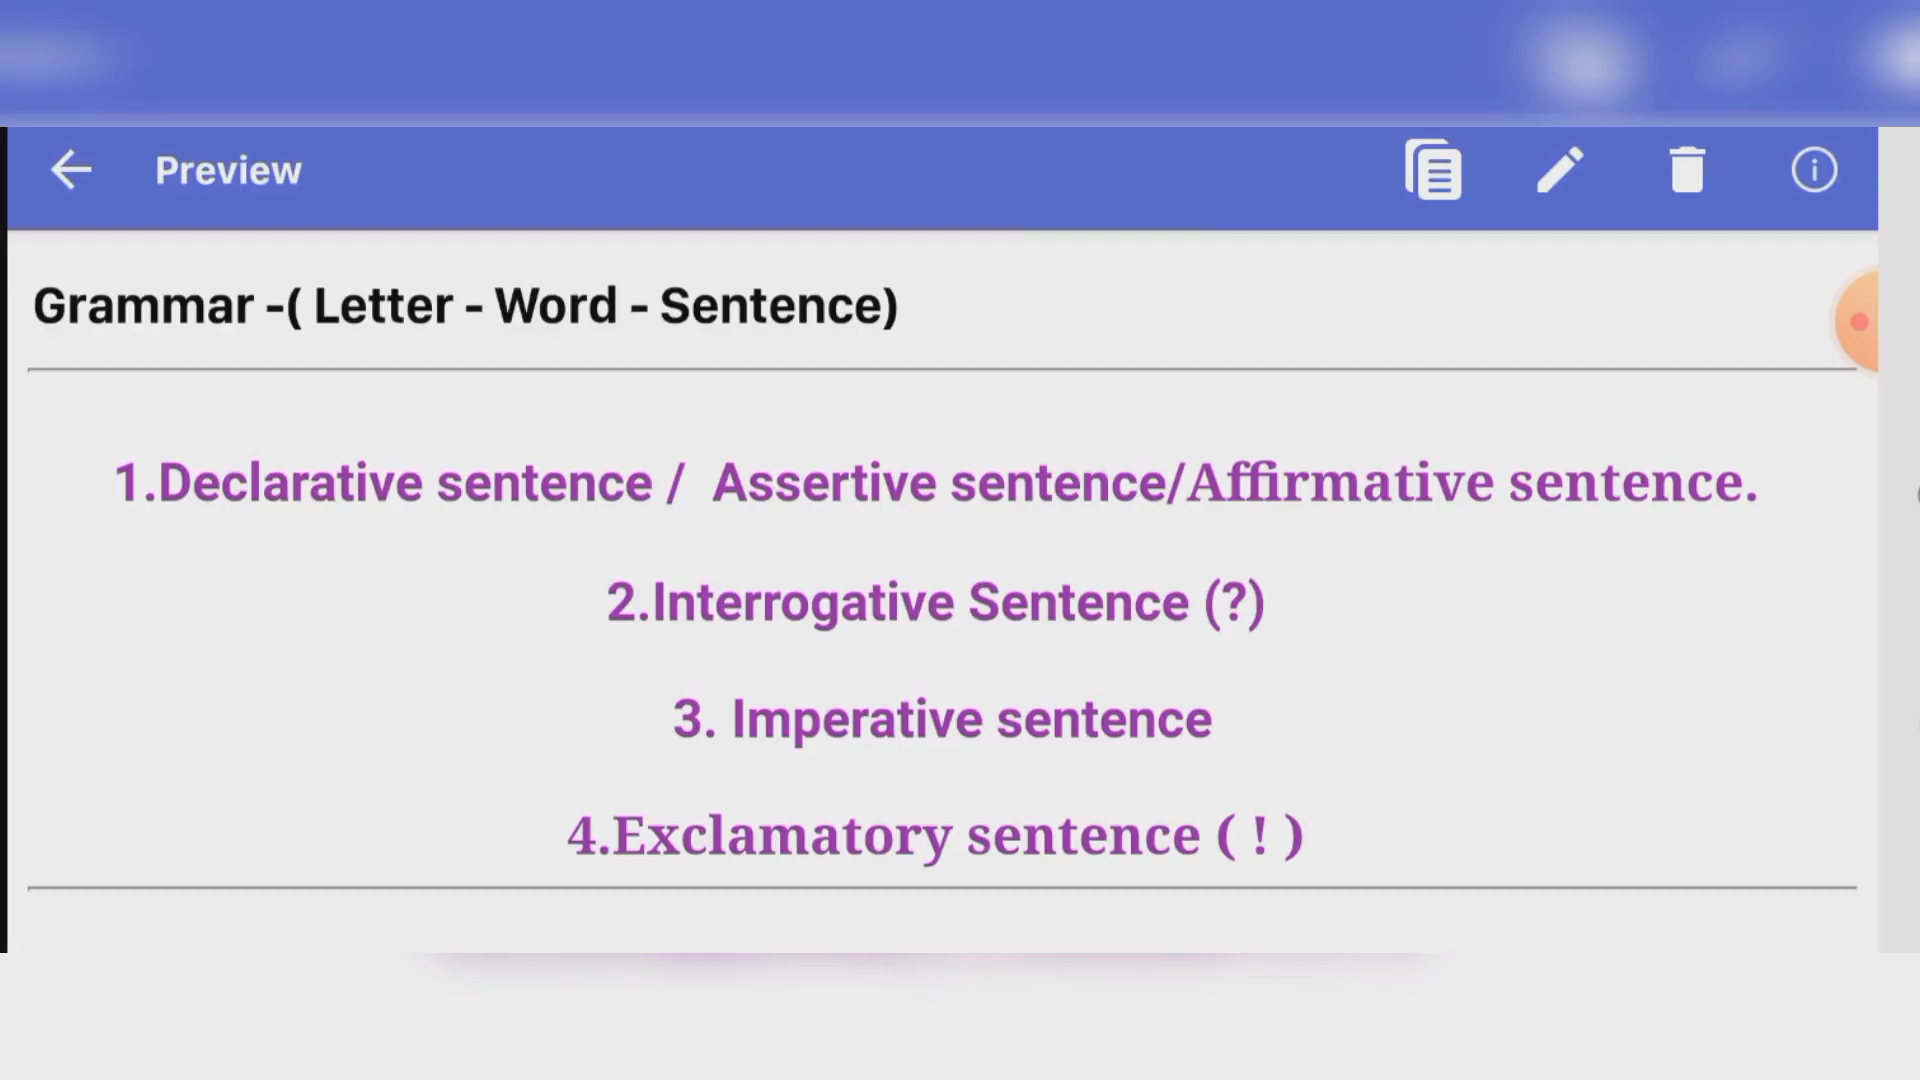 Preview
Grammar -( Letter - Word - Sentence)
1.Declarative sentence /  Assertive sentence/Affirmative sentence.
2.Interrogative Sentence (?)
3. Imperative sentence
4.Exclamatory sentence ( ! )